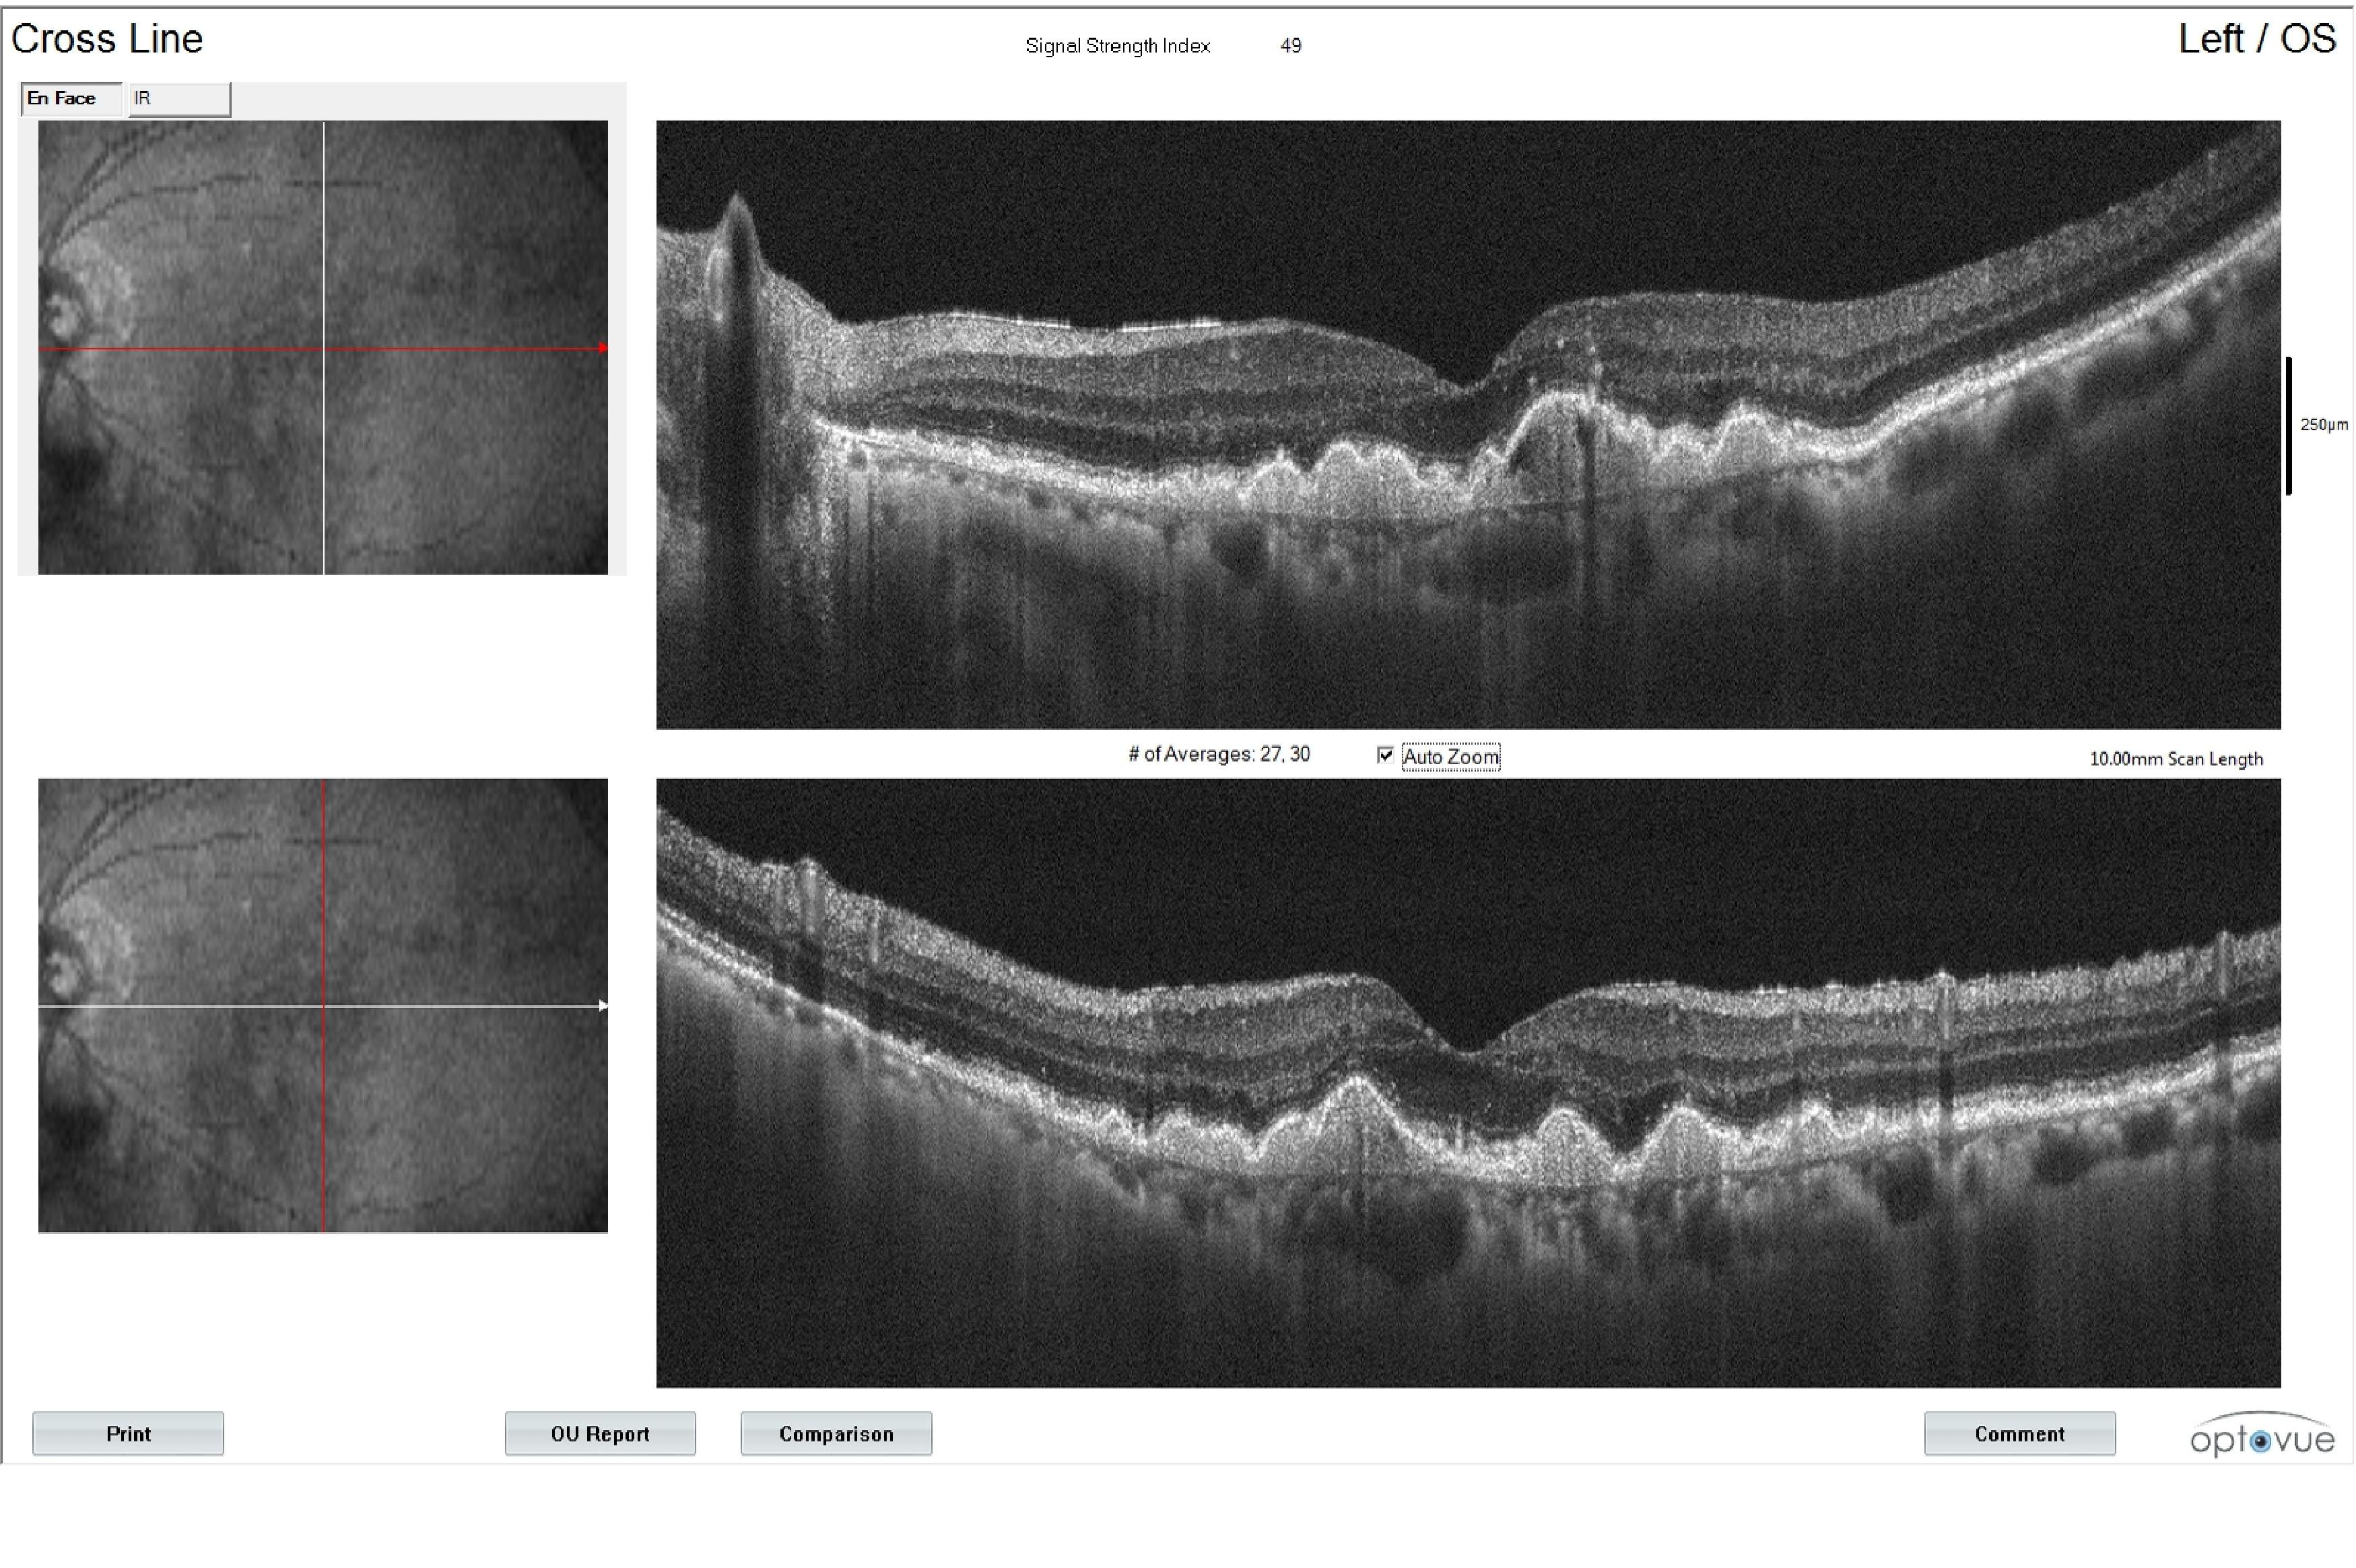 Cross Line
Signal Strength Index 49
Left / OS
En Face IR
250µm
# of Averages: 27, 30
Auto Zoom
10.00mm Scan Length
Print
OU Report
Comparison
Comment
optovue